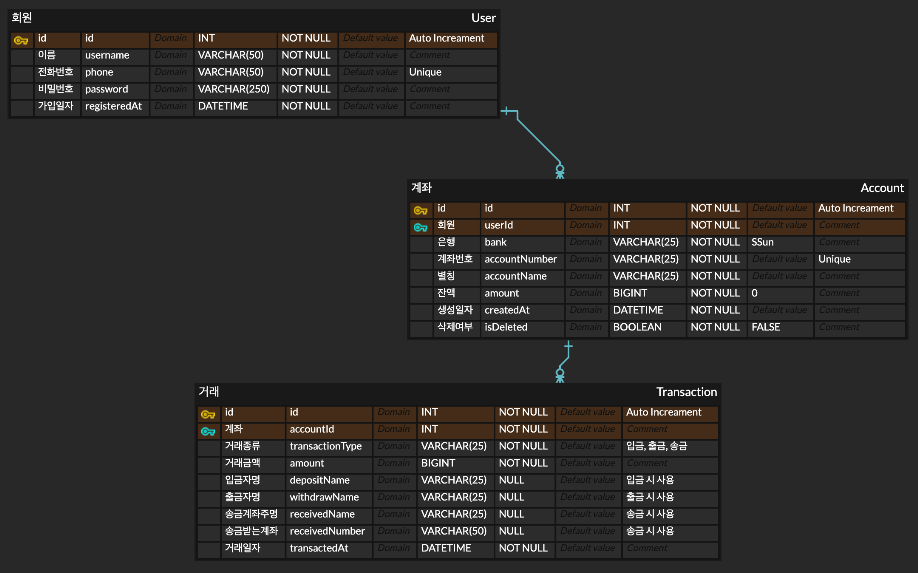 회원 User
id id Domain INT NOT NULL Default value Auto Increament
이름 username Domain VARCHAR(50) NOT NULL Default value Comment
전화번호 phone Domain VARCHAR(50) NOT NULL Default value Unique
비밀번호 password Domain VARCHAR(250) NOT NULL Default value Comment
가입일자 registeredAt Domain DATETIME NOT NULL Default value Comment
계좌 Account
id id Domain INT NOT NULL Default value Auto Increament
회원 userId Domain INT NOT NULL Default value Comment
은행 bank Domain VARCHAR(25) NOT NULL SSun Comment
계좌번호 accountNumber Domain VARCHAR(25) NOT NULL Default value Unique
별칭 accountName Domain VARCHAR(25) NOT NULL Default value Comment
잔액 amount Domain BIGINT NOT NULL 0 Comment
생성일자 createdAt Domain DATETIME NOT NULL Default value Comment
삭제여부 isDeleted Domain BOOLEAN NOT NULL FALSE Comment
거래 Transaction
id id Domain INT NOT NULL Default value Auto Increament
계좌 accountId Domain INT NOT NULL Default value Comment
거래종류 transactionType Domain VARCHAR(25) NOT NULL Default value 입금, 출금, 송금
거래금액 amount Domain BIGINT NOT NULL Default value Comment
입금자명 depositName Domain VARCHAR(25) NULL Default value 입금 시 사용
출금자명 withdrawName Domain VARCHAR(25) NULL Default value 출금 시 사용
송금계좌주명 receivedName Domain VARCHAR(25) NULL Default value 송금 시 사용
송금받는계좌 receivedNumber Domain VARCHAR(50) NULL Default value 송금 시 사용
거래일자 transactedAt Domain DATETIME NOT NULL Default value Comment